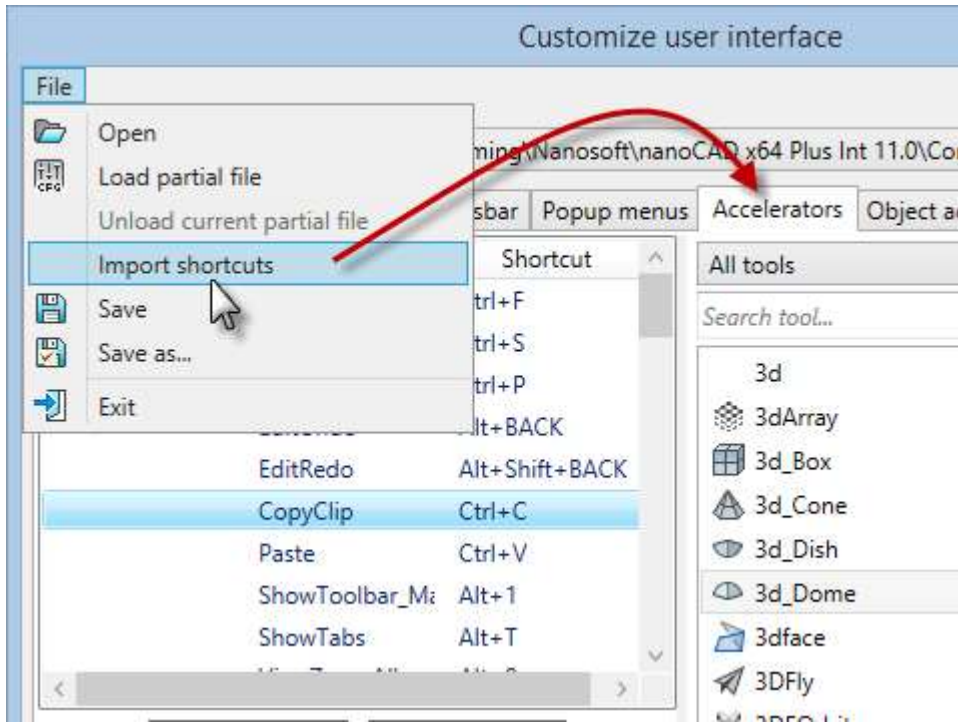 Customize user interface
File
Open
ming\Nanosoft\nanoCAD x64 Plus Int 11.0\Co
Load partial file
sbar Popup menus Accelerators Object a
Unload current partial file
Import shortcuts Shortcut All tools
Save trl+F Search tool...
Save as... trl+S
trl+P 3d
Exit lt+BACK 3dArray
EditRedo Alt+Shift+BACK 3d_Box
CopyClip Ctrl+C 3d_Cone
Paste Ctrl+V 3d_Dish
ShowToolbar_Ma Alt+1 3d_Dome
ShowTabs Alt+T 3dface
3DFly